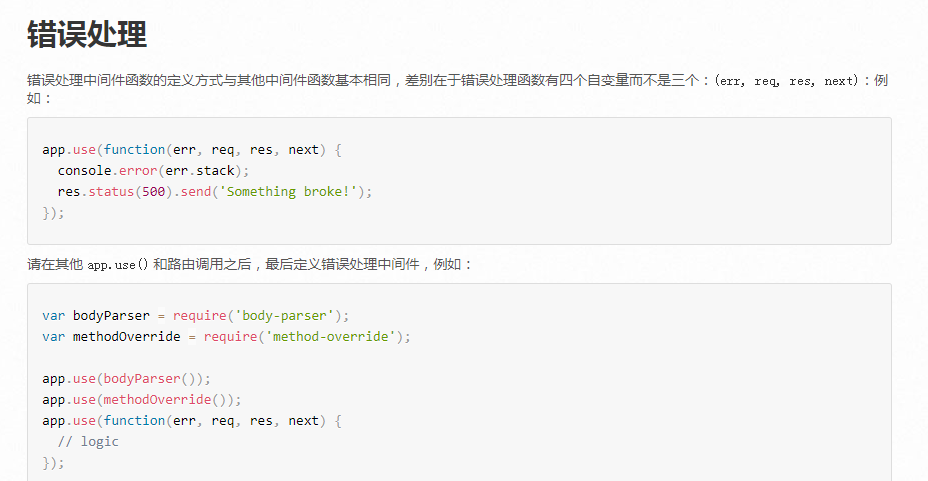 错误处理
错误处理中间件函数的定义方式与其他中间件函数基本相同，差别在于错误处理函数有四个自变量而不是三个：(err, req, res, next)：例
如：
app.use(function(err, req, res, next) {
  console.error(err.stack);
  res.status(500).send('Something broke!');
});
请在其他 app.use() 和路由调用之后，最后定义错误处理中间件，例如：
var bodyParser = require('body-parser');
var methodOverride = require('method-override');
app.use(bodyParser());
app.use(methodOverride());
app.use(function(err, req, res, next) {
  // logic
});